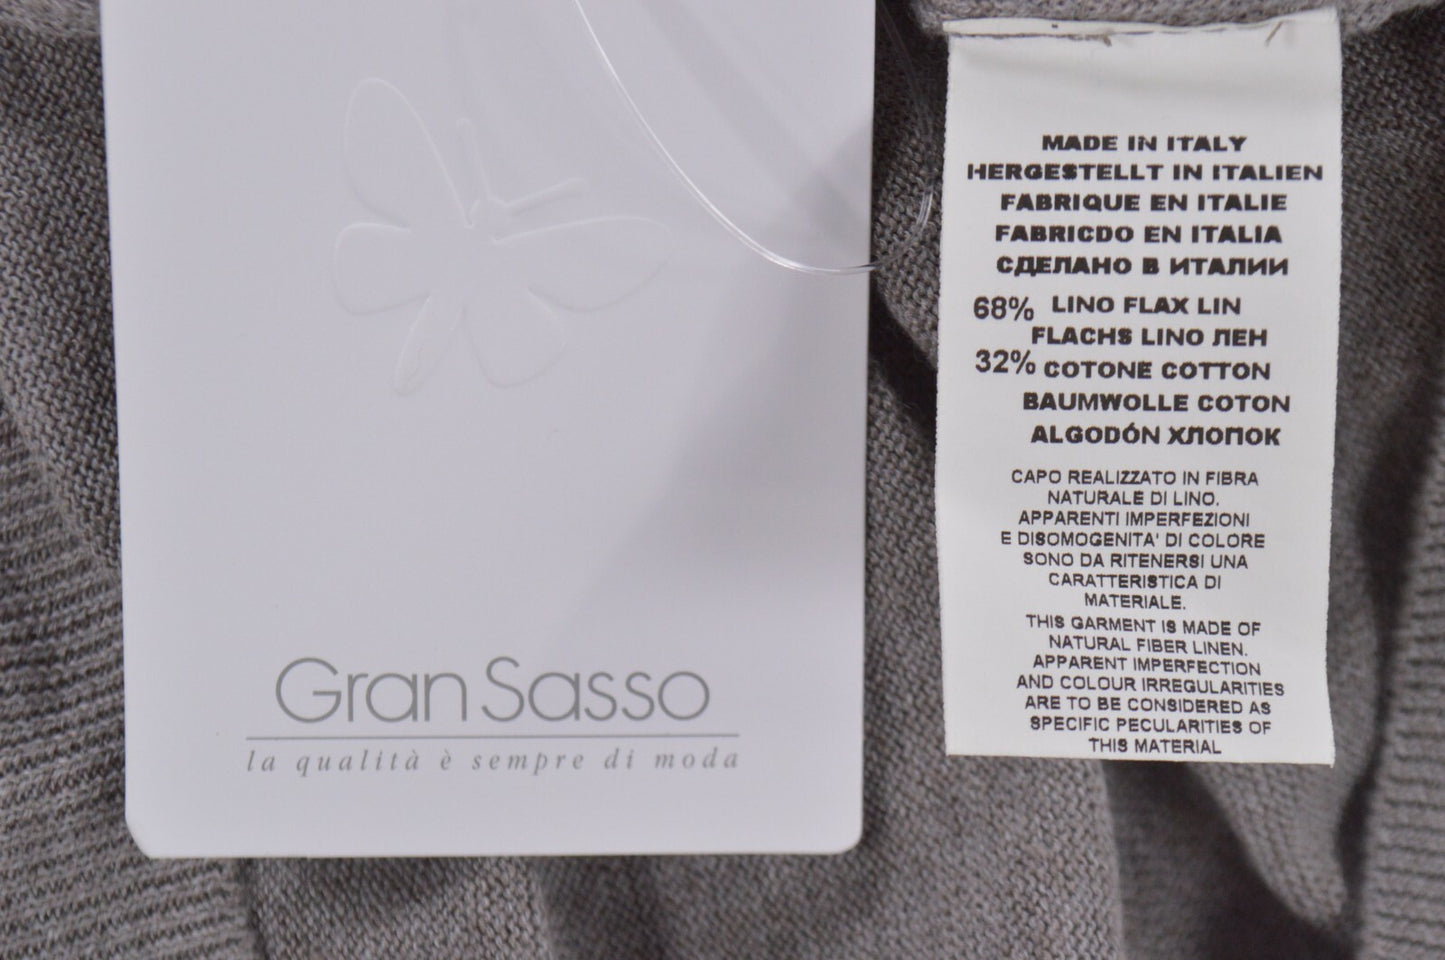 Gran Sasso
la qualità è sempre di moda
MADE IN ITALY
HERGESTELLT IN ITALIEN
FABRIQUE EN ITALIE
FABRICDO EN ITALIA
СДЕЛАНО В ИТАЛИИ
68% LINO FLAX LIN
FLACHS LINO ЛЕН
32% COTONE COTTON
BAUMWOLLE COTON
ALGODÓN ХЛОПОК
CAPO REALIZZATO IN FIBRA
NATURALE DI LINO.
APPARENTI IMPERFEZIONI
E DISOMOGENITA' DI COLORE
SONO DA RITENERSI UNA
CARATTERISTICA DI
MATERIALE.
THIS GARMENT IS MADE OF
NATURAL FIBER LINEN.
APPARENT IMPERFECTION
AND COLOUR IRREGULARITIES
ARE TO BE CONSIDERED AS
SPECIFIC PECULARITIES OF
THIS MATERIAL